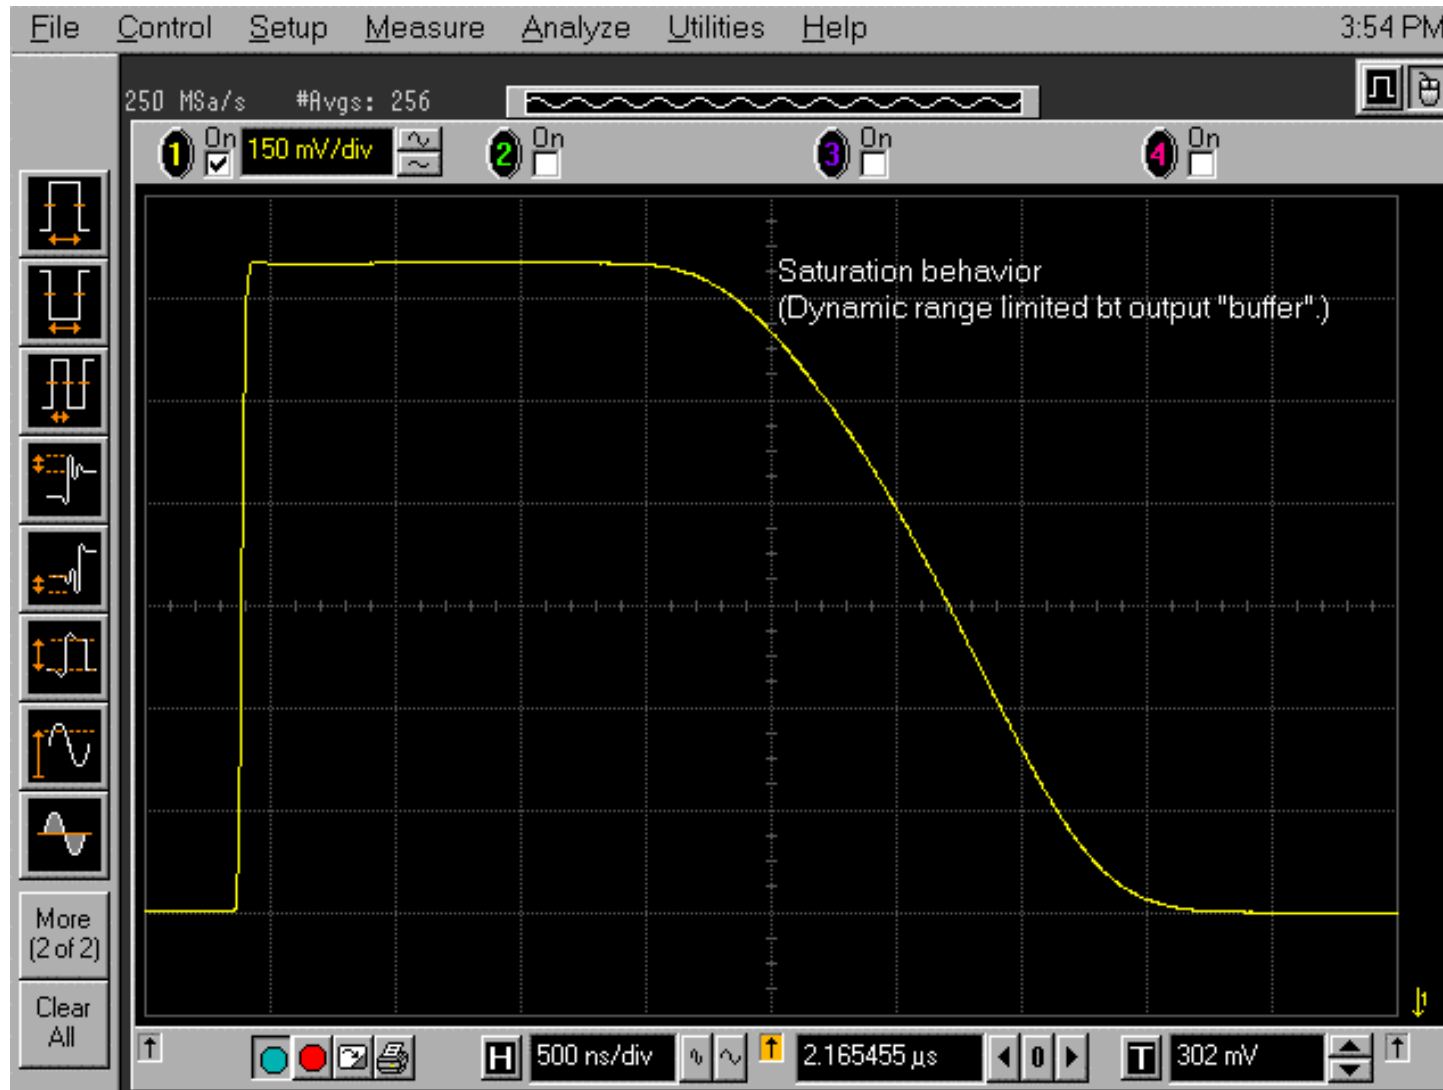 File Control Setup Measure Analyze Utilities Help 3:54 PM
250 MSa/s #Avgs: 256
1 On 150 mV/div 2 On 3 On 4 On
Saturation behavior
(Dynamic range limited bt output "buffer".)
More
(2 of 2)
Clear
All
1
H 500 ns/div 2.165455 µs 0 T 302 mV